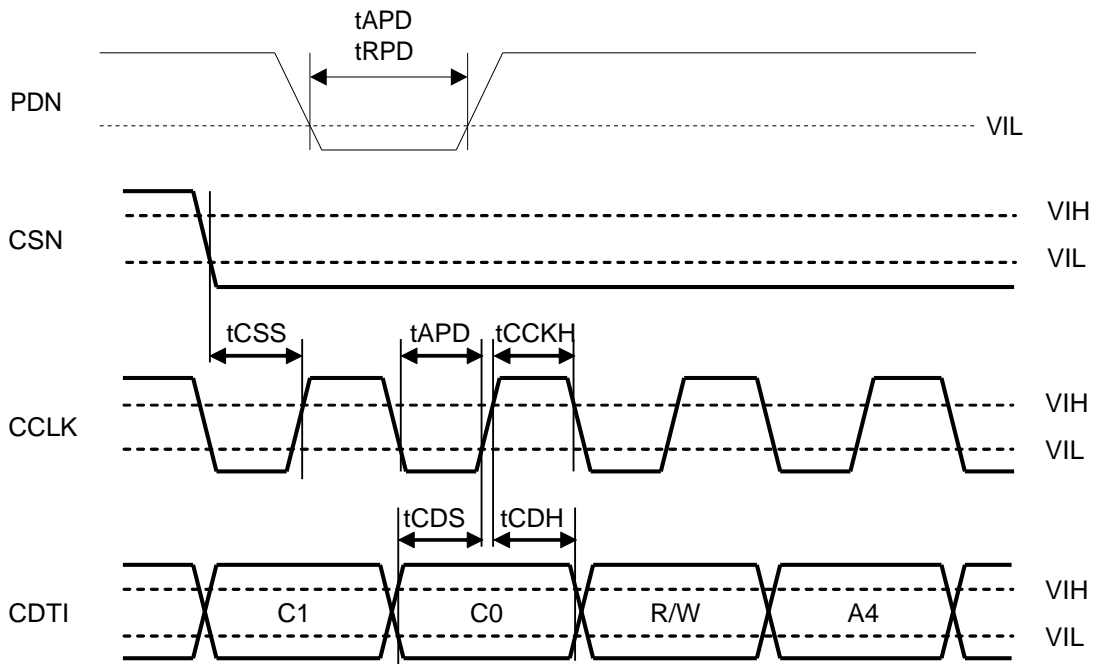 tAPD
tRPD
PDN
VIL
VIH
CSN
VIL
tCSS tAPD tCCKH
VIH
CCLK
VIL
tCDS tCDH
VIH
CDTI C1 C0 R/W A4
VIL